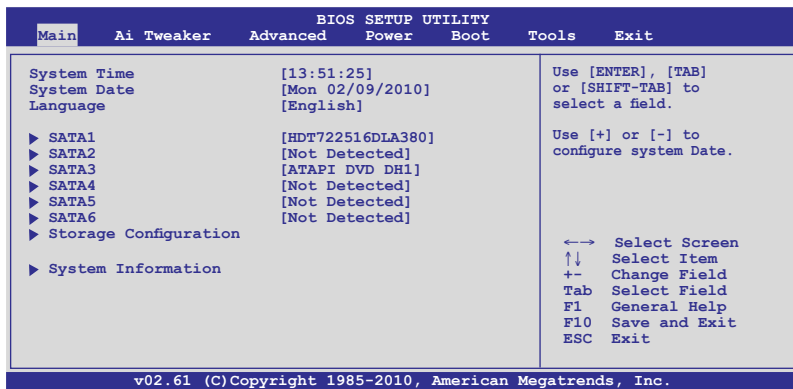 BIOS SETUP UTILITY
Main Ai Tweaker Advanced Power Boot Tools Exit
System Time [13:51:25]
System Date [Mon 02/09/2010]
Language [English]
SATA1 [HDT722516DLA380]
SATA2 [Not Detected]
SATA3 [ATAPI DVD DH1]
SATA4 [Not Detected]
SATA5 [Not Detected]
SATA6 [Not Detected]
Storage Configuration
System Information
Use [ENTER], [TAB]
or [SHIFT-TAB] to
select a field.
Use [+] or [-] to
configure system Date.
←→ Select Screen
↑↓ Select Item
+- Change Field
Tab Select Field
F1 General Help
F10 Save and Exit
ESC Exit
v02.61 (C)Copyright 1985-2010, American Megatrends, Inc.